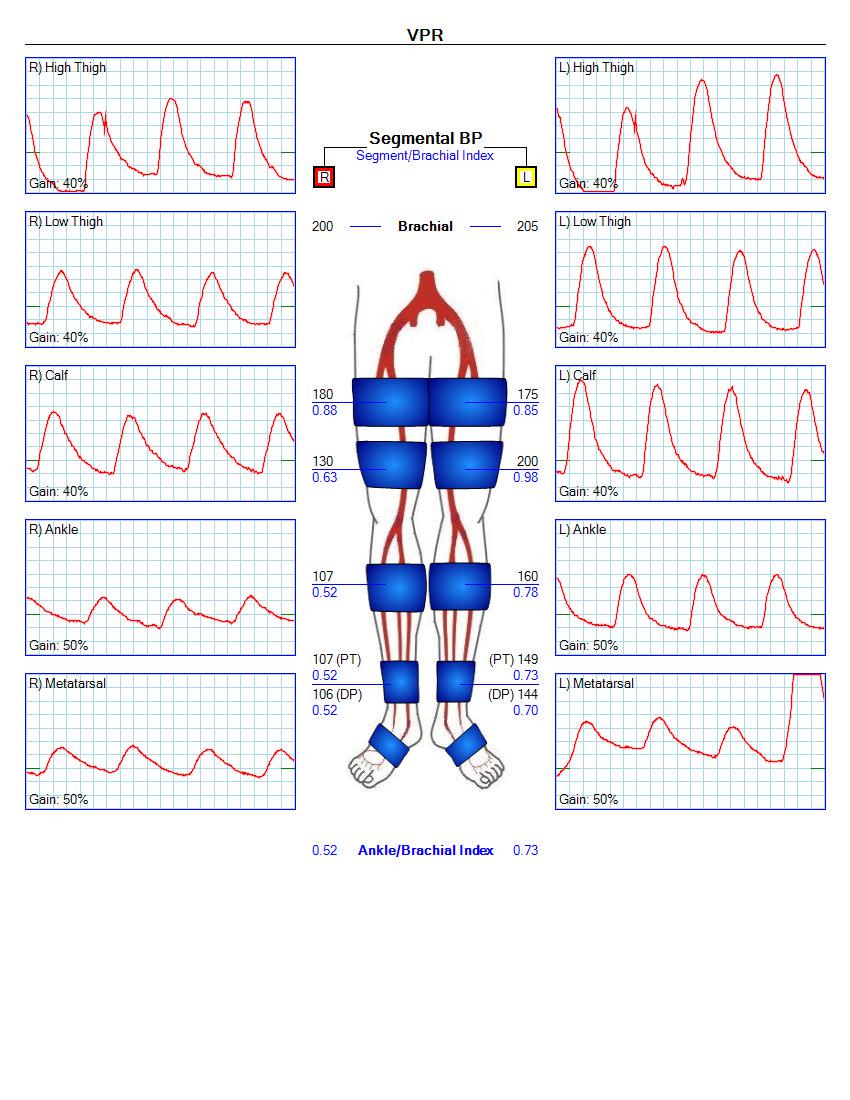 VPR
R) High Thigh
Gain: 40%
R) Low Thigh
Gain: 40%
R) Calf
Gain: 40%
R) Ankle
Gain: 50%
R) Metatarsal
Gain: 50%
Segmental BP
Segment/Brachial Index
R L
200 Brachial 205
180 175
0.88 0.85
130 200
0.63 0.98
107 160
0.52 0.78
107 (PT) (PT) 149
0.52 0.73
106 (DP) (DP) 144
0.52 0.70
0.52 Ankle/Brachial Index 0.73
L) High Thigh
Gain: 40%
L) Low Thigh
Gain: 40%
L) Calf
Gain: 40%
L) Ankle
Gain: 50%
L) Metatarsal
Gain: 50%